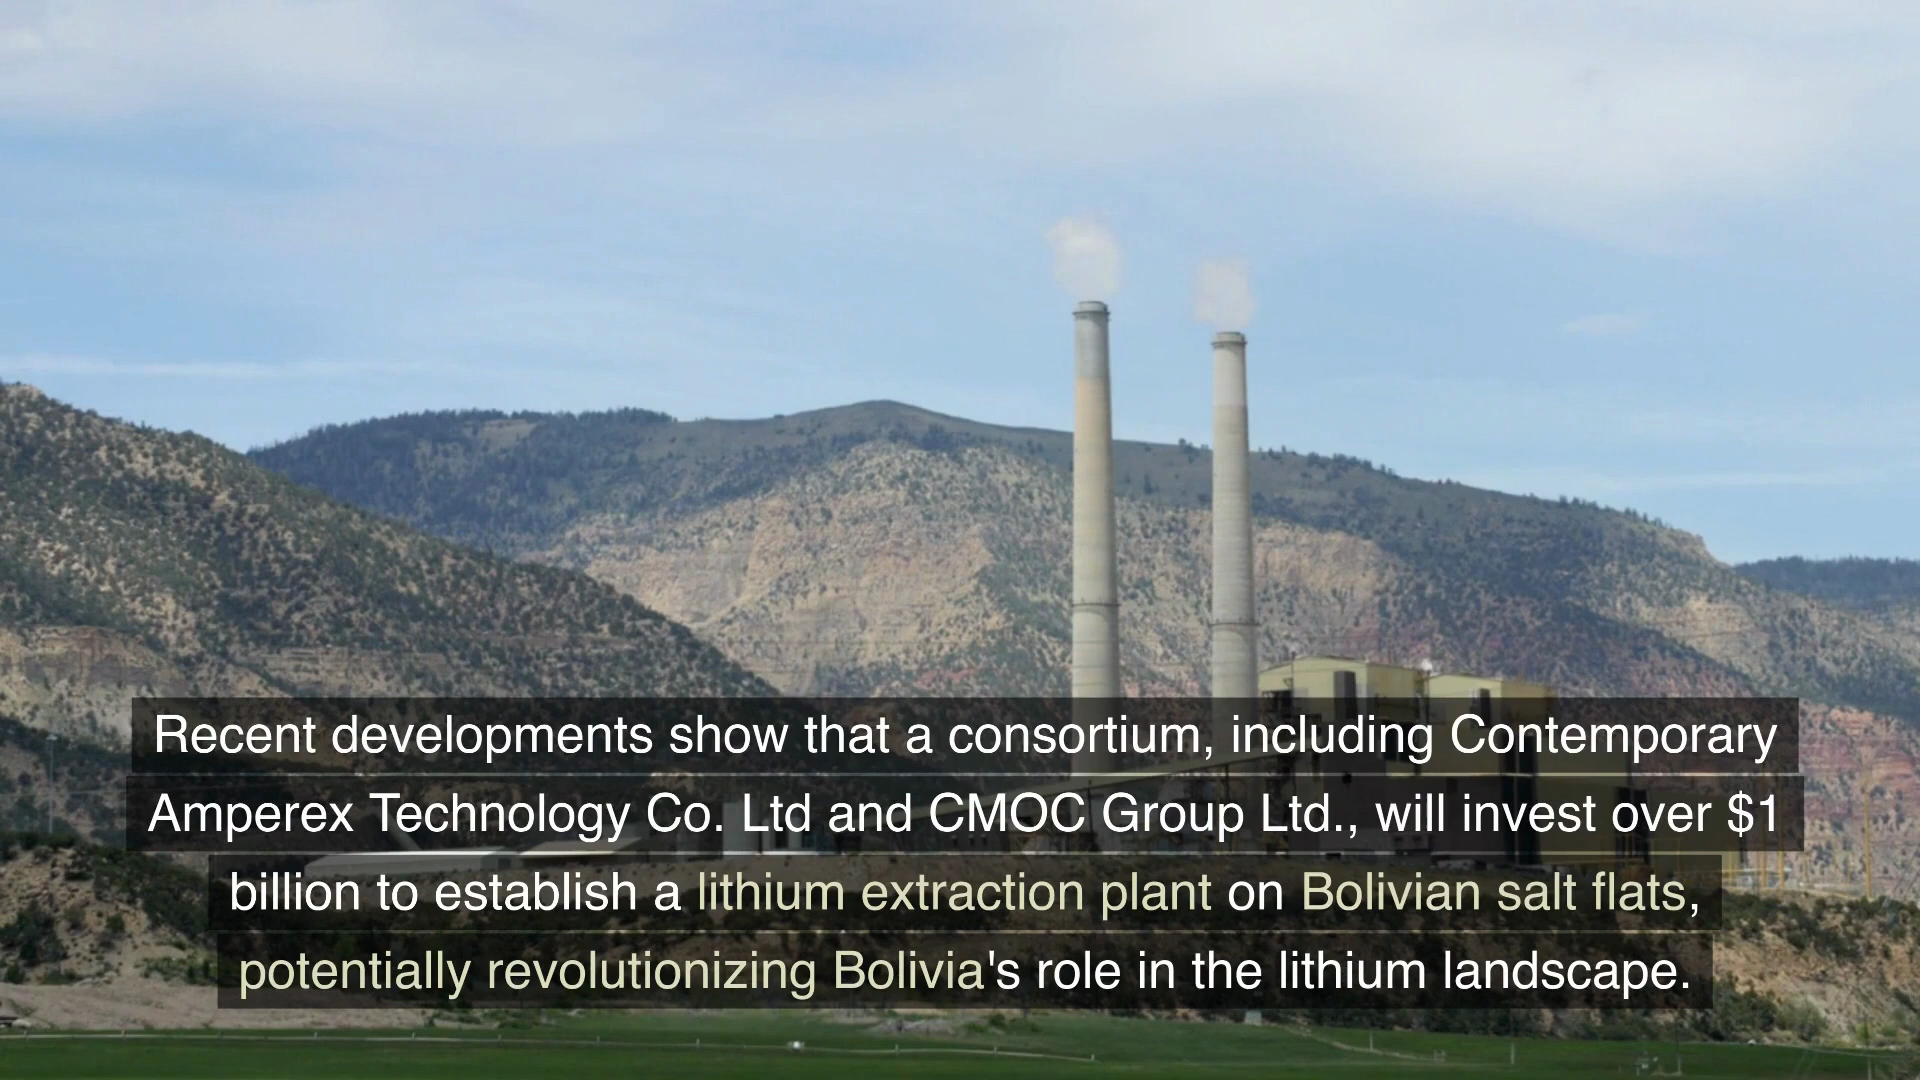 Recent developments show that a consortium, including Contemporary
Amperex Technology Co. Ltd and CMOC Group Ltd., will invest over $1
billion to establish a lithium extraction plant on Bolivian salt flats,
potentially revolutionizing Bolivia's role in the lithium landscape.